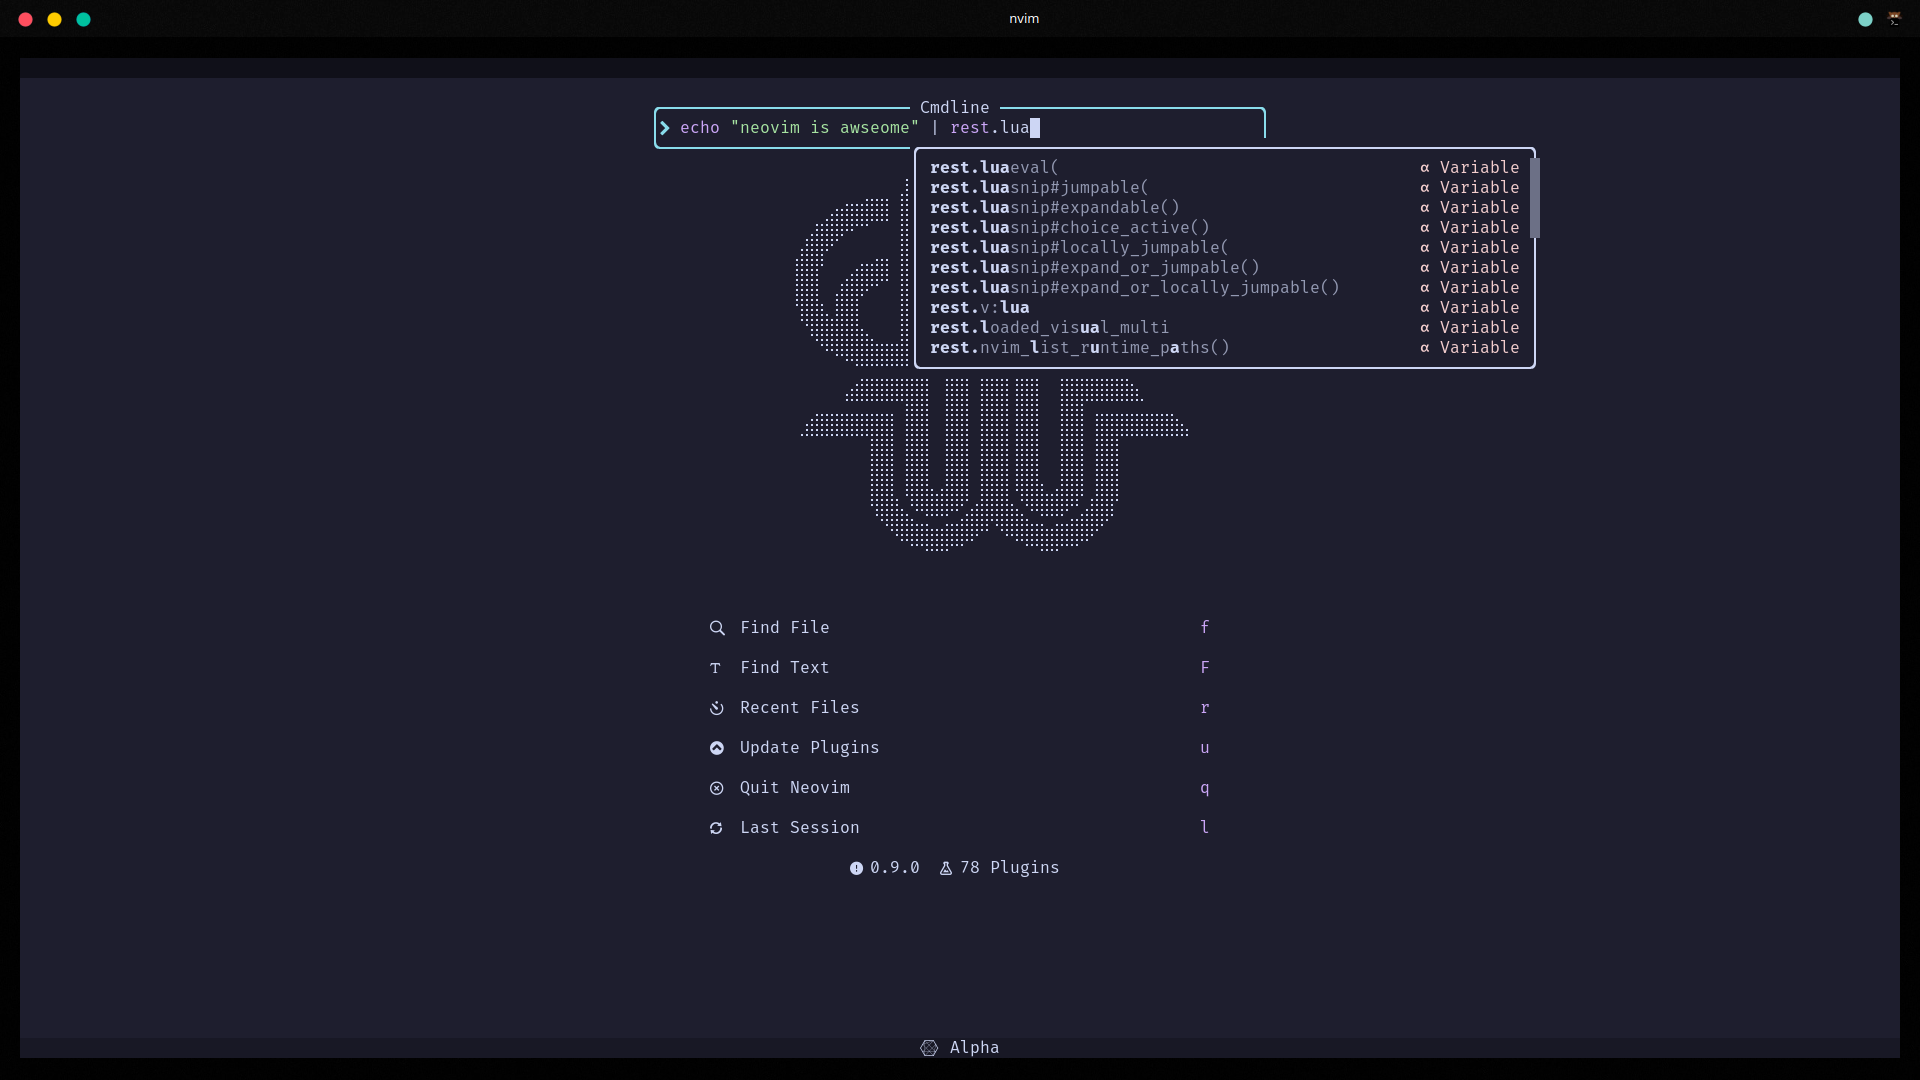 nvim
Cmdline
echo "neovim is awseome" | rest.lua
rest.luaeval( α Variable
rest.luasnip#jumpable( α Variable
rest.luasnip#expandable() α Variable
rest.luasnip#choice_active() α Variable
rest.luasnip#locally_jumpable( α Variable
rest.luasnip#expand_or_jumpable() α Variable
rest.luasnip#expand_or_locally_jumpable() α Variable
rest.v:lua α Variable
rest.loaded_visual_multi α Variable
rest.nvim_list_runtime_paths() α Variable
Find File f
Find Text F
Recent Files r
Update Plugins u
Quit Neovim q
Last Session l
0.9.0 78 Plugins
Alpha